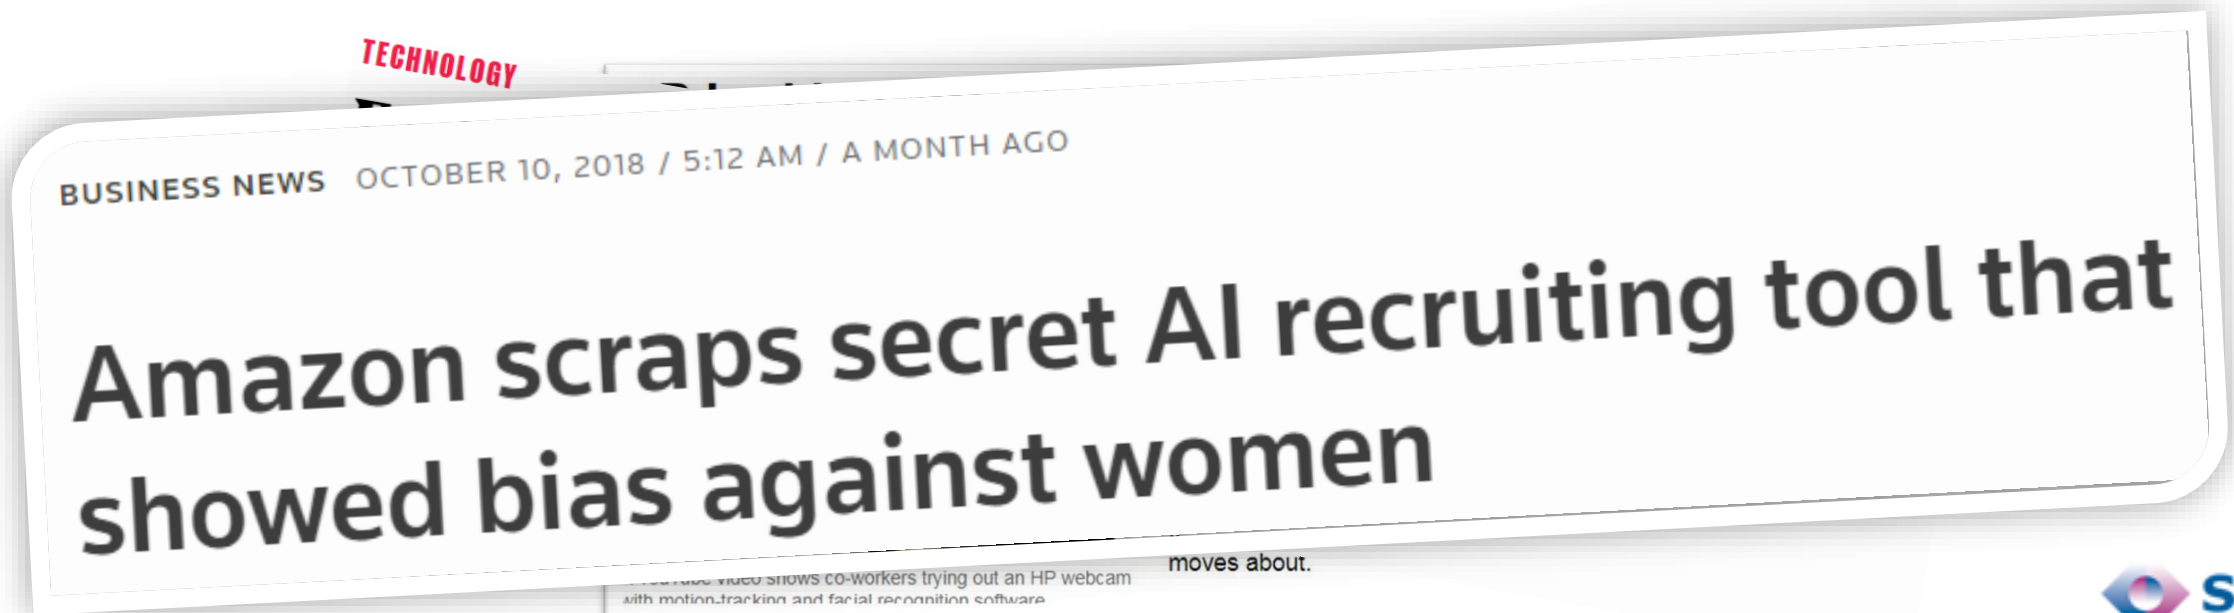 TECHNOLOGY
BUSINESS NEWS OCTOBER 10, 2018 / 5:12 AM / A MONTH AGO
Amazon scraps secret AI recruiting tool that
showed bias against women
moves about.
YouTube video shows co-workers trying out an HP webcam
with motion-tracking and facial recognition software
S